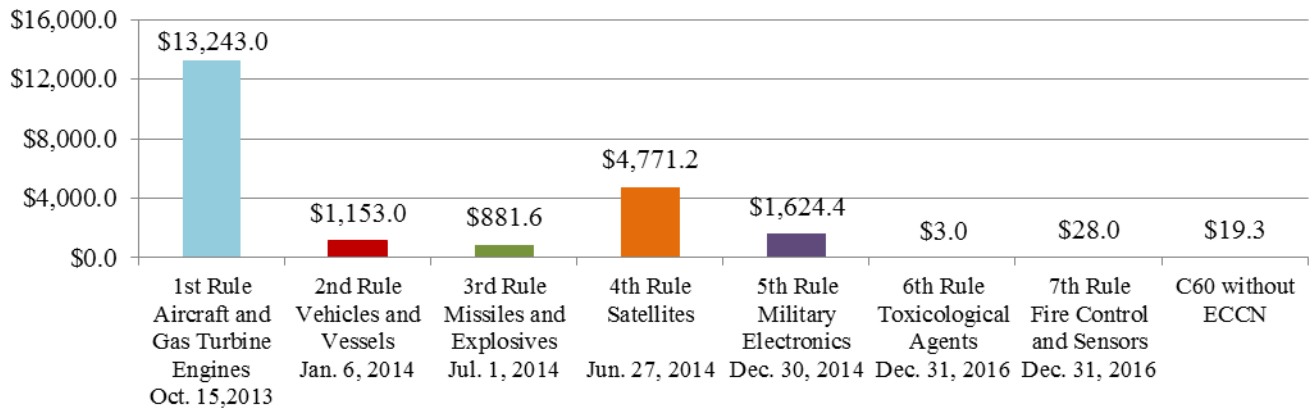 $16,000.0
$12,000.0
$8,000.0
$4,000.0
$0.0
$13,243.0
$1,153.0
$881.6
$4,771.2
$1,624.4
$3.0
$28.0
$19.3
1st Rule
Aircraft and
Gas Turbine
Engines
Oct. 15,2013
2nd Rule
Vehicles and
Vessels
Jan. 6, 2014
3rd Rule
Missiles and
Explosives
Jul. 1, 2014
4th Rule
Satellites
Jun. 27, 2014
5th Rule
Military
Electronics
Dec. 30, 2014
6th Rule
Toxicological
Agents
Dec. 31, 2016
7th Rule
Fire Control
and Sensors
Dec. 31, 2016
C60 without
ECCN